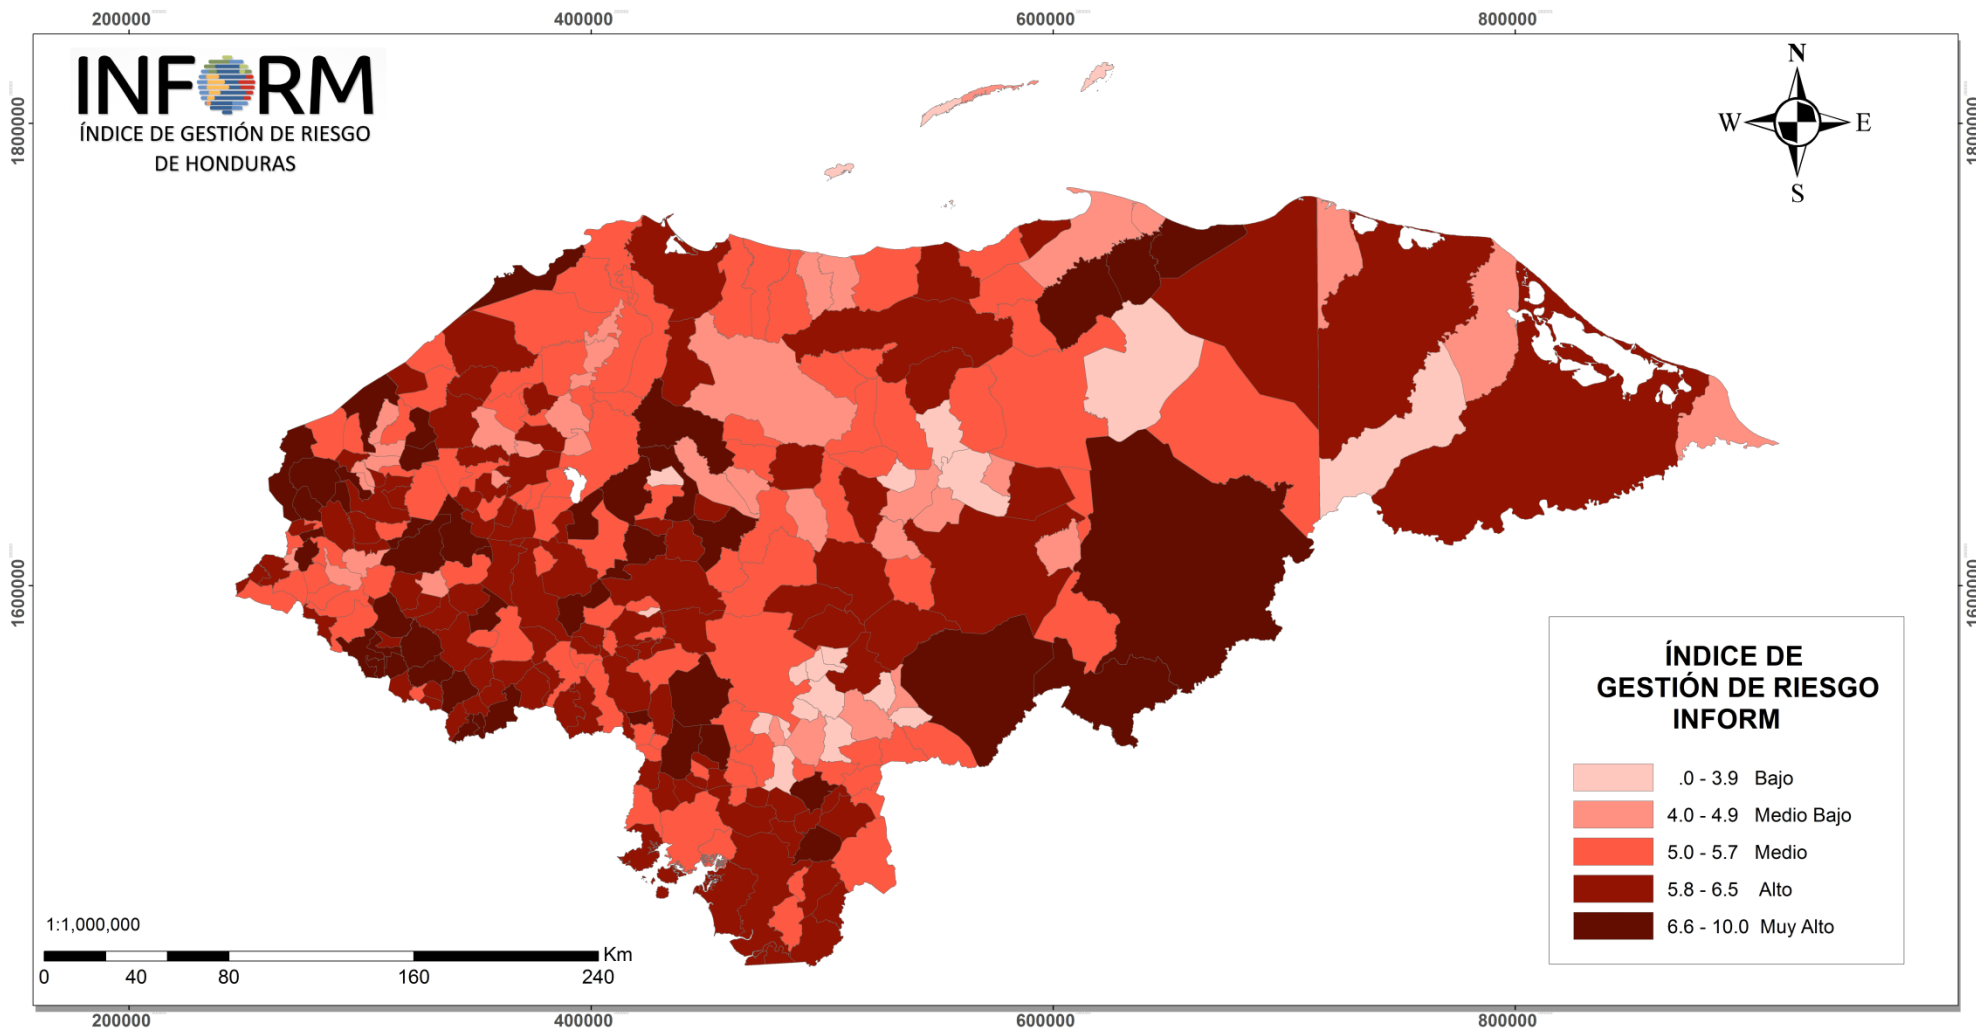 200000 400000 600000 800000
INFORM
ÍNDICE DE GESTIÓN DE RIESGO
DE HONDURAS
N
W E
S
1800000 1800000
1600000 1600000
ÍNDICE DE
GESTIÓN DE RIESGO
INFORM
.0 - 3.9 Bajo
4.0 - 4.9 Medio Bajo
5.0 - 5.7 Medio
5.8 - 6.5 Alto
6.6 - 10.0 Muy Alto
1:1,000,000
Km
0 40 80 160 240
200000 400000 600000 800000